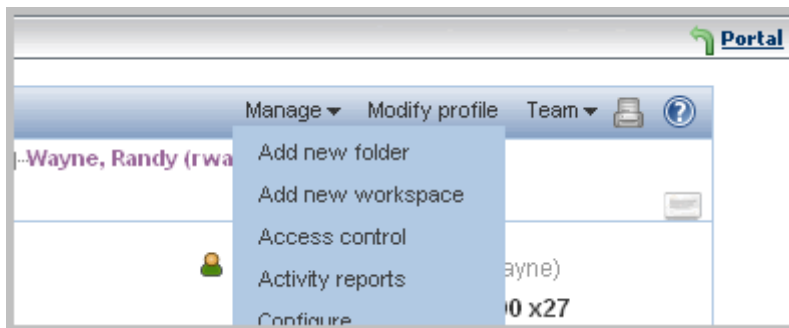 Portal
Manage Modify profile Team
Wayne, Randy (rwa
Add new folder
Add new workspace
Access control
Activity reports
ayne)
0 x27
Configure